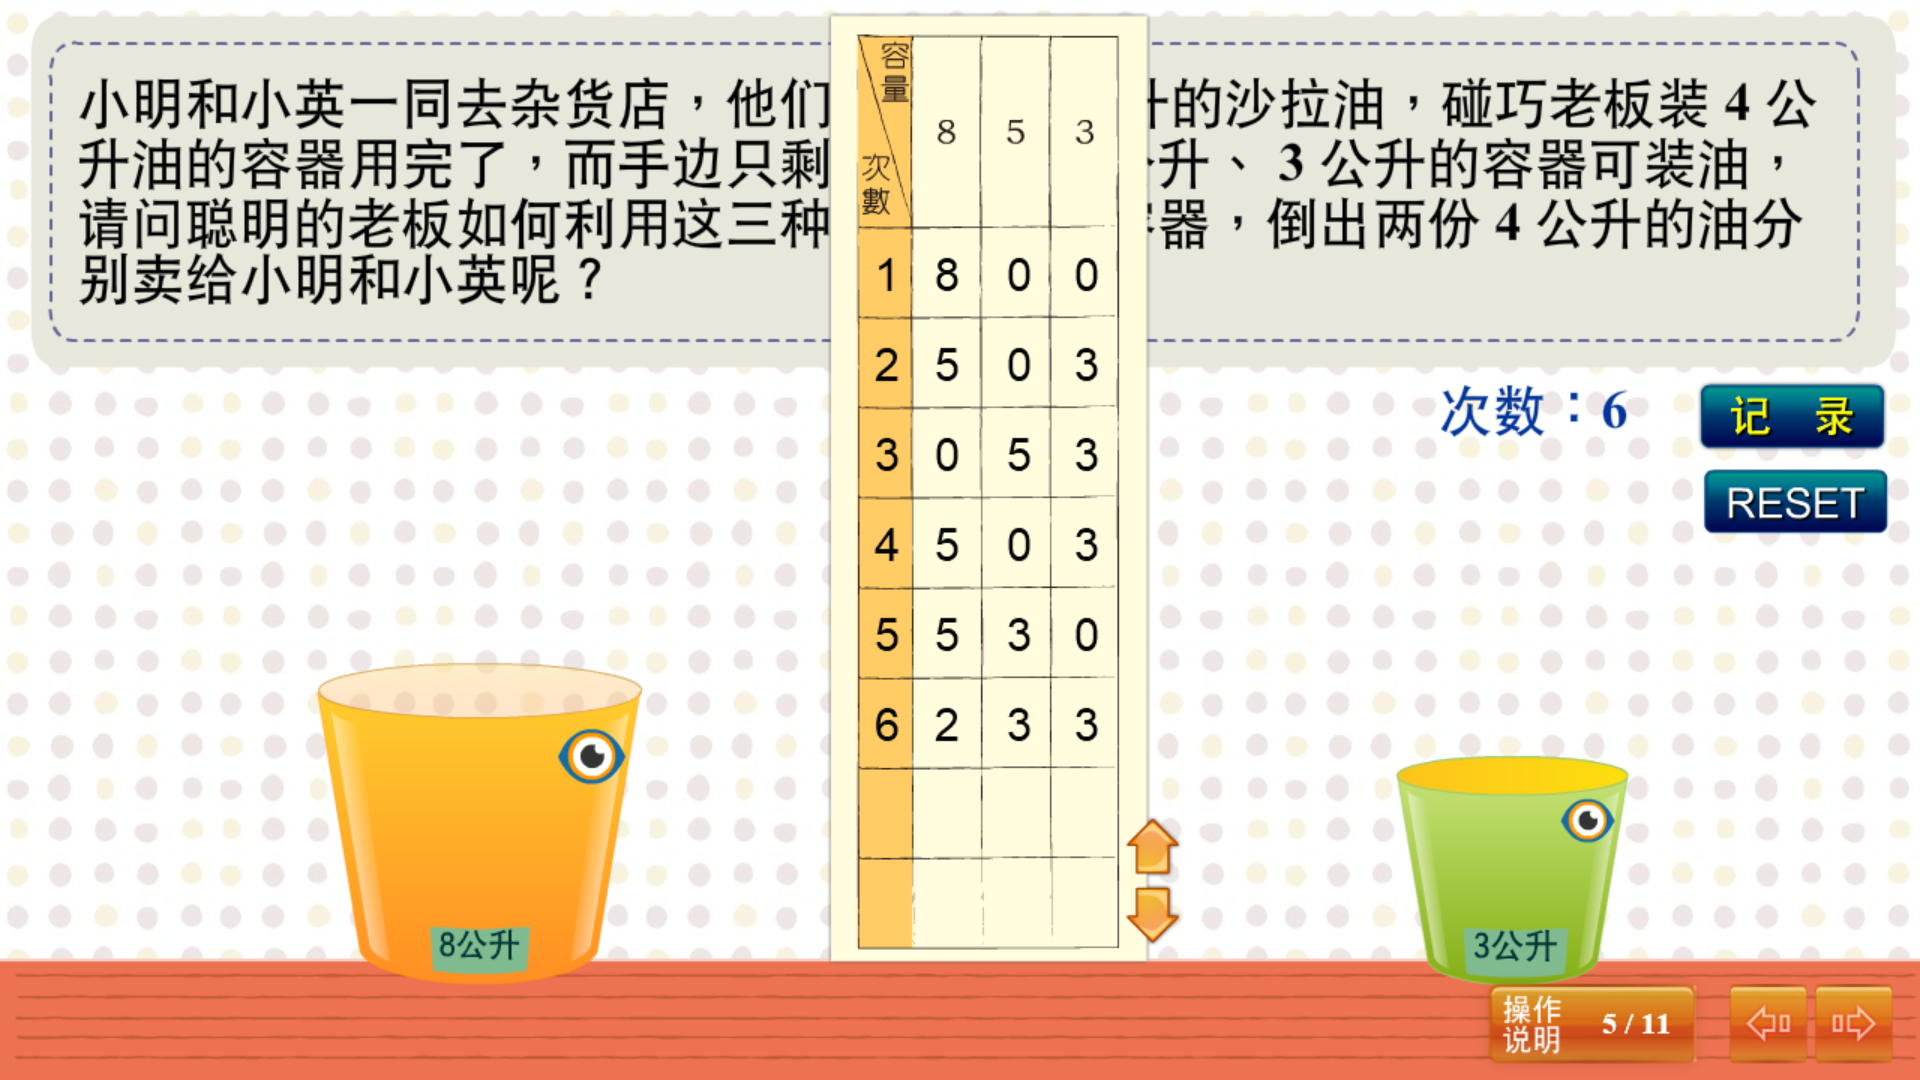 小明和小英一同去杂货店，他们
的沙拉油，碰巧老板装 4 公
升油的容器用完了，而手边只剩
升、 3 公升的容器可装油，
请问聪明的老板如何利用这三种
器，倒出两份 4 公升的油分
别卖给小明和小英呢？
容量
次數
8 5 3
1 8 0 0
2 5 0 3
3 0 5 3
4 5 0 3
5 5 3 0
6 2 3 3
次数：6
记 录
RESET
8公升
3公升
操作
说明
5 / 11